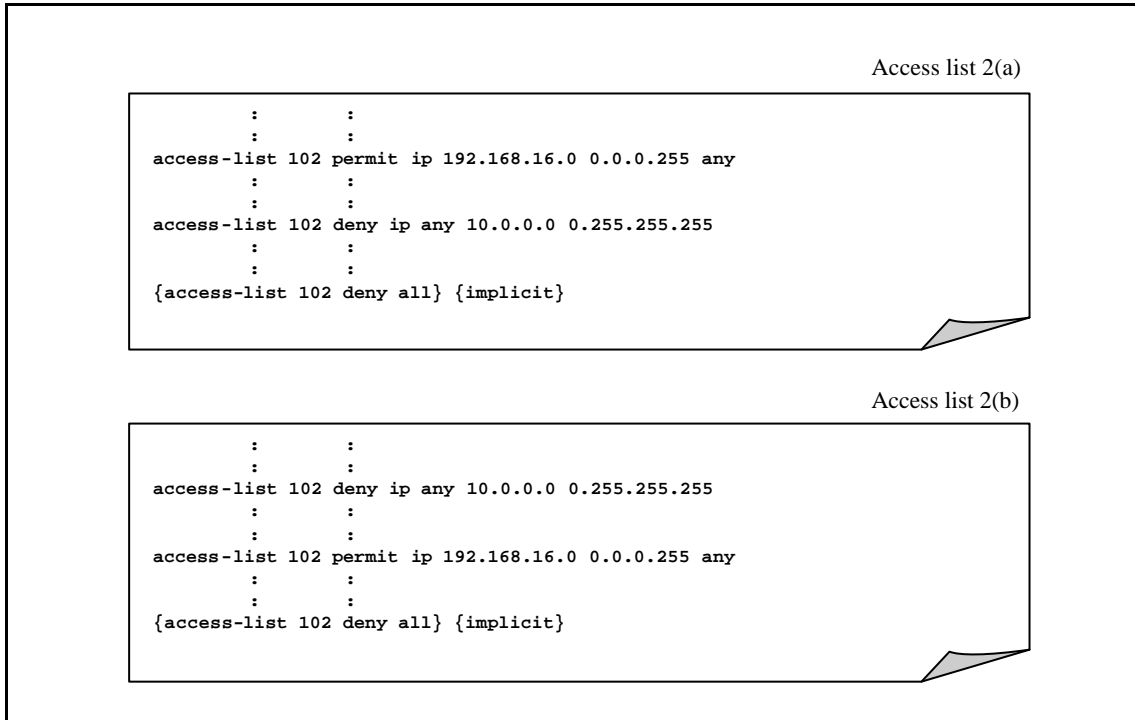 Access list 2(a)
: :
: :
access-list 102 permit ip 192.168.16.0 0.0.0.255 any
: :
: :
access-list 102 deny ip any 10.0.0.0 0.255.255.255
: :
: :
{access-list 102 deny all} {implicit}
Access list 2(b)
: :
: :
access-list 102 deny ip any 10.0.0.0 0.255.255.255
: :
: :
access-list 102 permit ip 192.168.16.0 0.0.0.255 any
: :
: :
{access-list 102 deny all} {implicit}